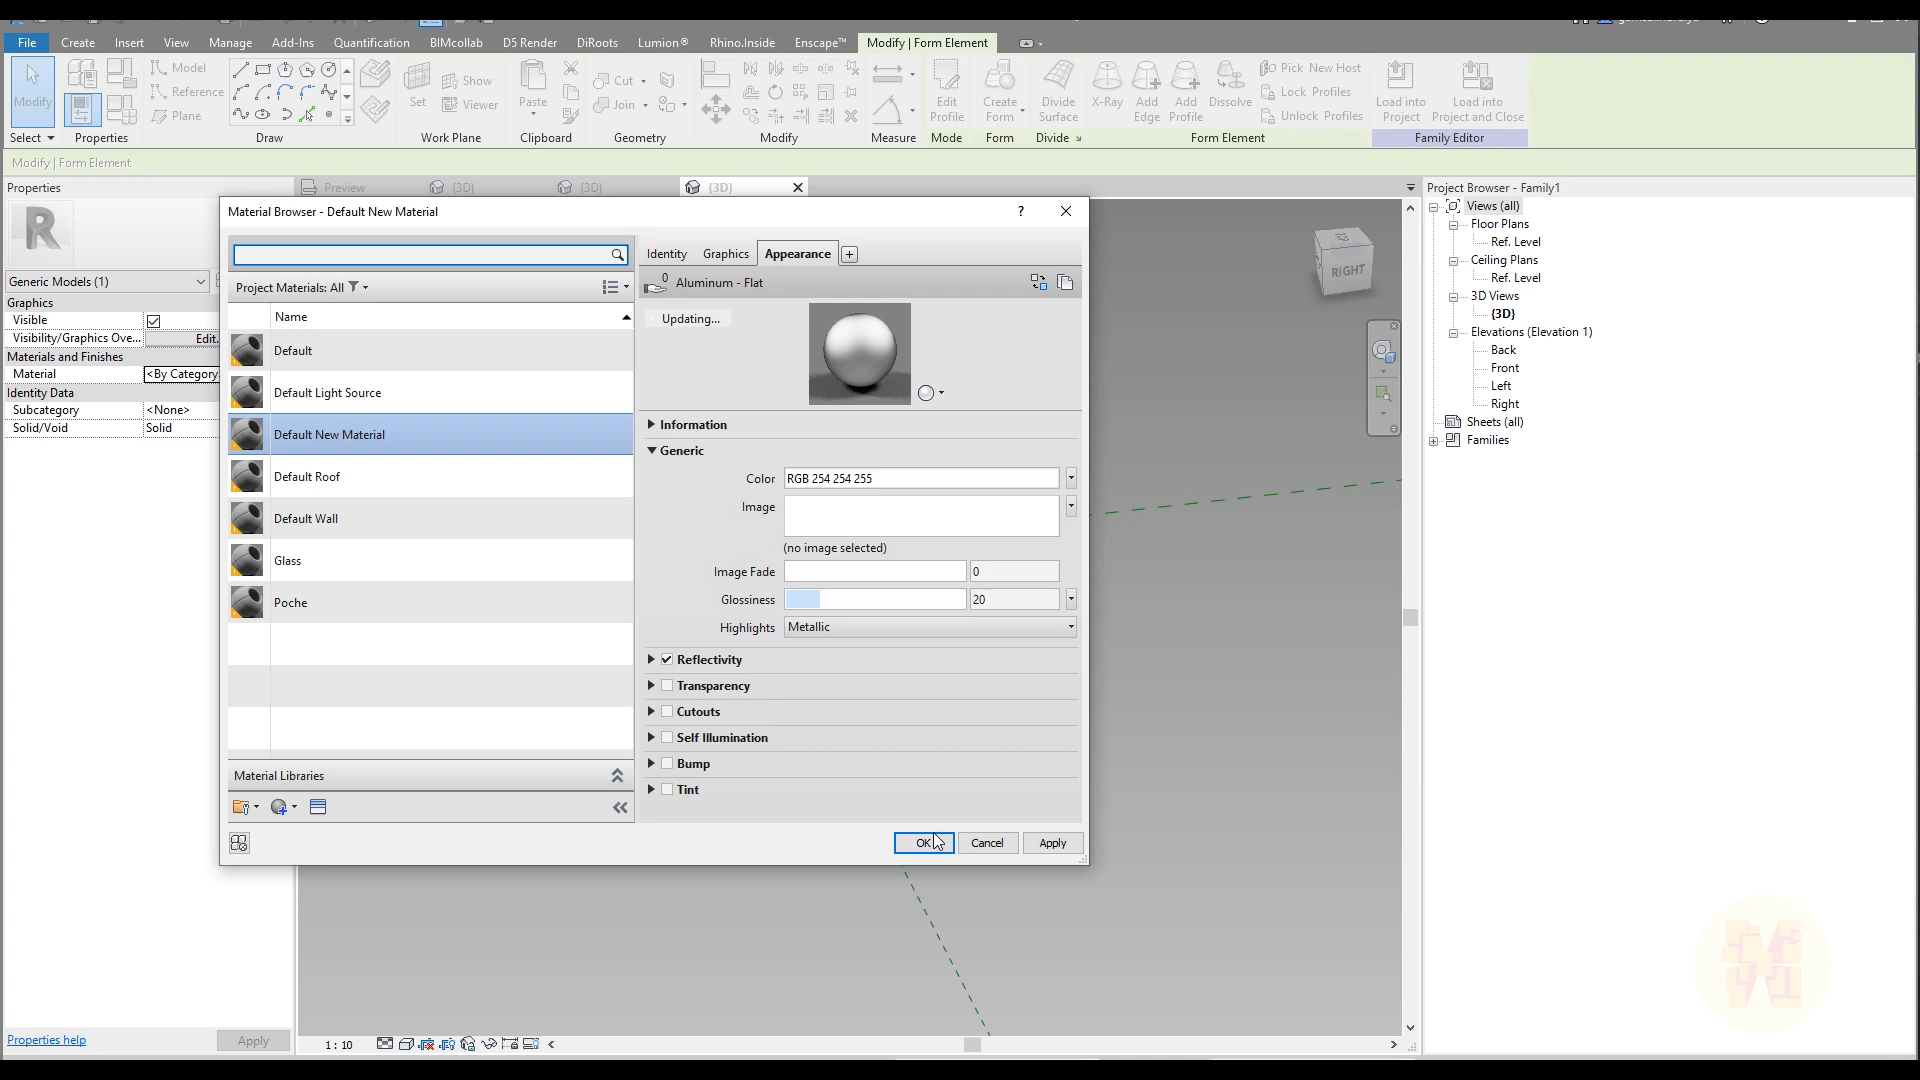 File Create Insert View Manage Add-Ins Quantification BIMcollab D5 Render DiRoots Lumion® Rhino.Inside Enscape™ Modify | Form Element
Modify
Model
Reference
Plane
Set
Show
Viewer
Paste
Cut
Join
Edit Profile
Create Form
Divide Surface
X-Ray
Add Edge
Add Profile
Dissolve
Pick New Host
Lock Profiles
Unlock Profiles
Load into Project
Load into Project and Close
Select Properties Draw Work Plane Clipboard Geometry Modify Measure Mode Form Divide Form Element Family Editor
Modify | Form Element
Properties
Preview {3D} {3D} {3D}
R
Generic Models (1)
Graphics
Visible
Visibility/Graphics Ove... Edit.
Materials and Finishes
Material <By Category
Identity Data
Subcategory <None>
Solid/Void Solid
Properties help
Apply
Material Browser - Default New Material ?
Project Materials: All
Name
Default
Default Light Source
Default New Material
Default Roof
Default Wall
Glass
Poche
Material Libraries
Identity Graphics Appearance +
0 Aluminum - Flat
Updating...
Information
Generic
Color RGB 254 254 255
Image
(no image selected)
Image Fade 0
Glossiness 20
Highlights Metallic
Reflectivity
Transparency
Cutouts
Self Illumination
Bump
Tint
OK Cancel Apply
RIGHT
1 : 10
Project Browser - Family1
Views (all)
Floor Plans
Ref. Level
Ceiling Plans
Ref. Level
3D Views
{3D}
Elevations (Elevation 1)
Back
Front
Left
Right
Sheets (all)
Families